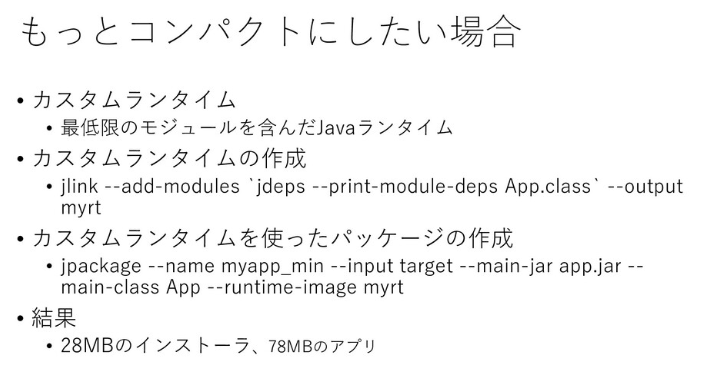 もっとコンパクトにしたい場合
• カスタムランタイム
• 最低限のモジュールを含んだJavaランタイム
• カスタムランタイムの作成
• jlink --add-modules `jdeps --print-module-deps App.class` --output
myrt
• カスタムランタイムを使ったパッケージの作成
• jpackage --name myapp_min --input target --main-jar app.jar --
main-class App --runtime-image myrt
• 結果
• 28MBのインストーラ、78MBのアプリ